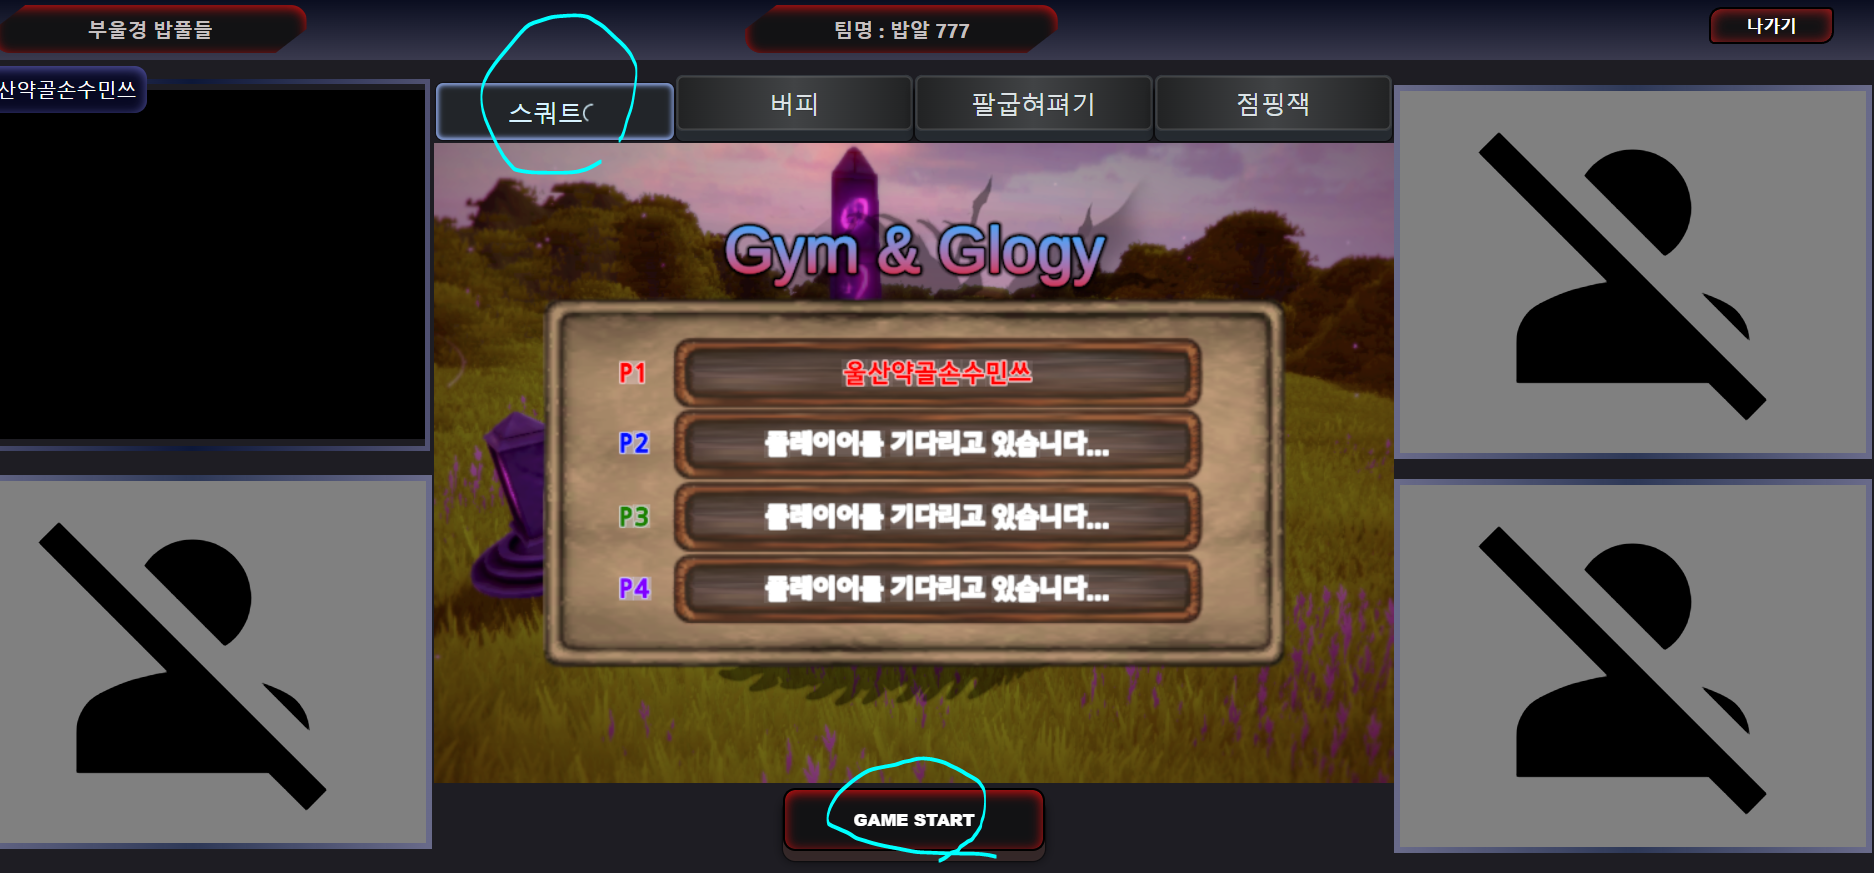 부울경 밥풀들
팀명 : 밥알 777
나가기
산약골손수민쓰
스쿼트
버피
팔굽혀펴기
점핑잭
Gym & Glogy
P1 울산약골손수민쓰
P2 플레이어를 기다리고 있습니다...
P3 플레이어를 기다리고 있습니다...
P4 플레이어를 기다리고 있습니다...
GAME START